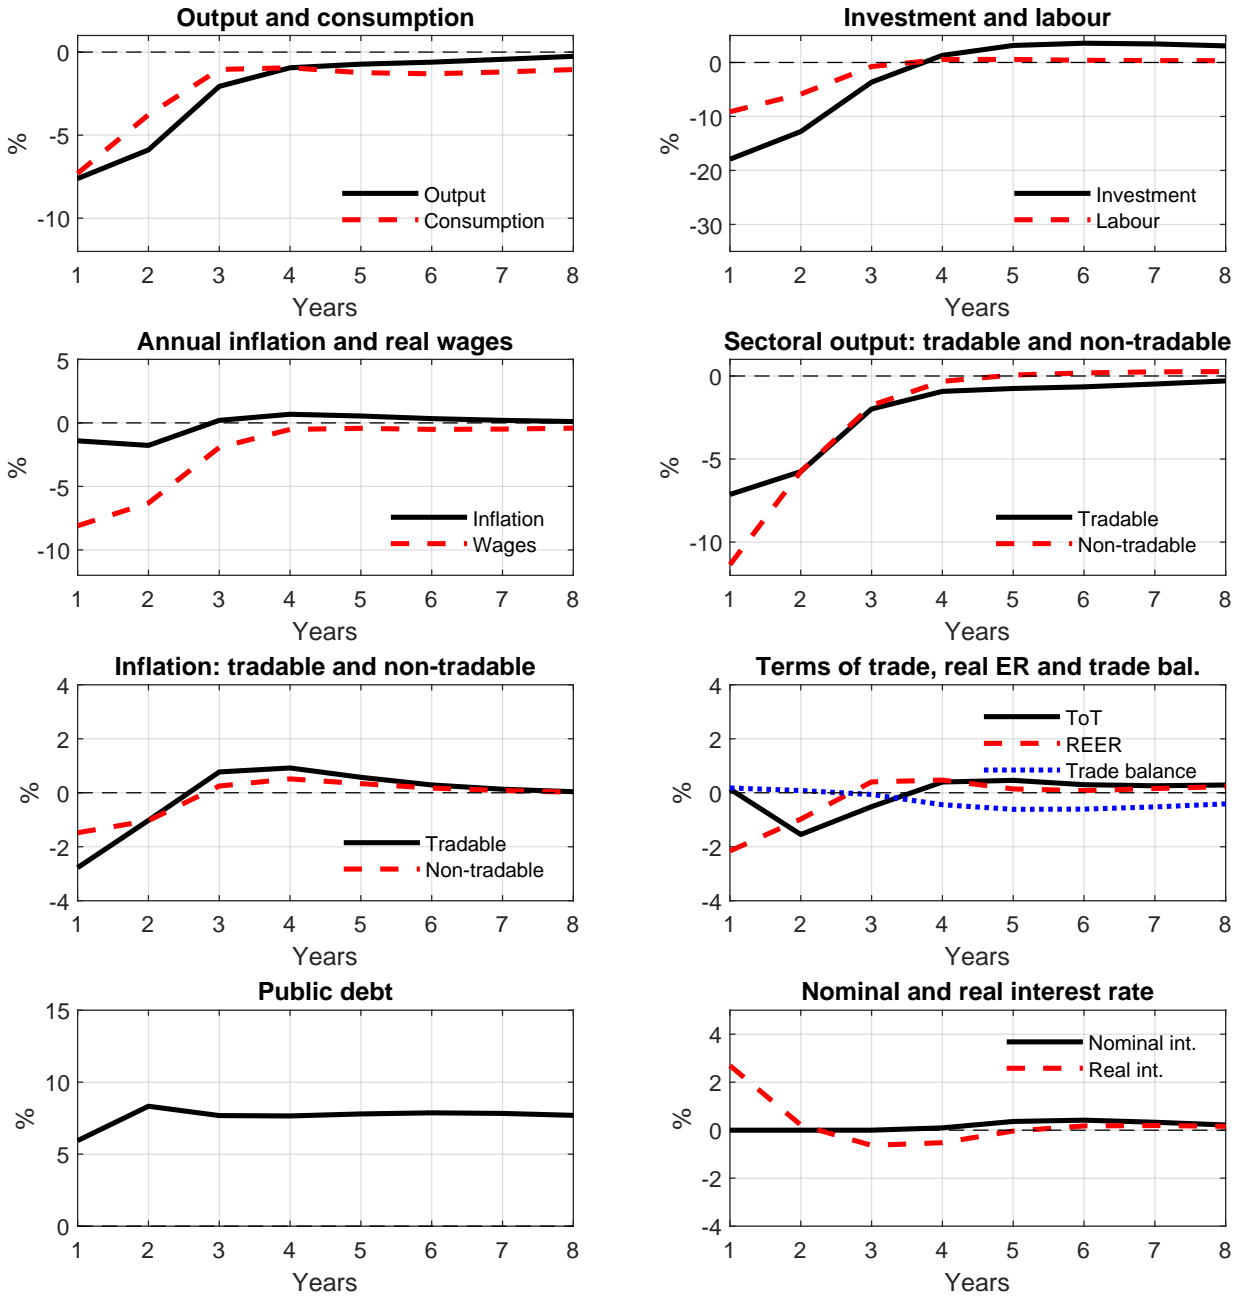 Output and consumption
0
-5
-10
%
Output
Consumption
1 2 3 4 5 6 7 8
Years
Investment and labour
0
-10
-20
-30
%
Investment
Labour
1 2 3 4 5 6 7 8
Years
Annual inflation and real wages
5
0
-5
-10
%
Inflation
Wages
1 2 3 4 5 6 7 8
Years
Sectoral output: tradable and non-tradable
0
-5
-10
%
Tradable
Non-tradable
1 2 3 4 5 6 7 8
Years
Inflation: tradable and non-tradable
4
2
0
-2
-4
%
Tradable
Non-tradable
1 2 3 4 5 6 7 8
Years
Terms of trade, real ER and trade bal.
4
2
0
-2
-4
%
ToT
REER
Trade balance
1 2 3 4 5 6 7 8
Years
Public debt
15
10
5
0
%
1 2 3 4 5 6 7 8
Years
Nominal and real interest rate
4
2
0
-2
-4
%
Nominal int.
Real int.
1 2 3 4 5 6 7 8
Years